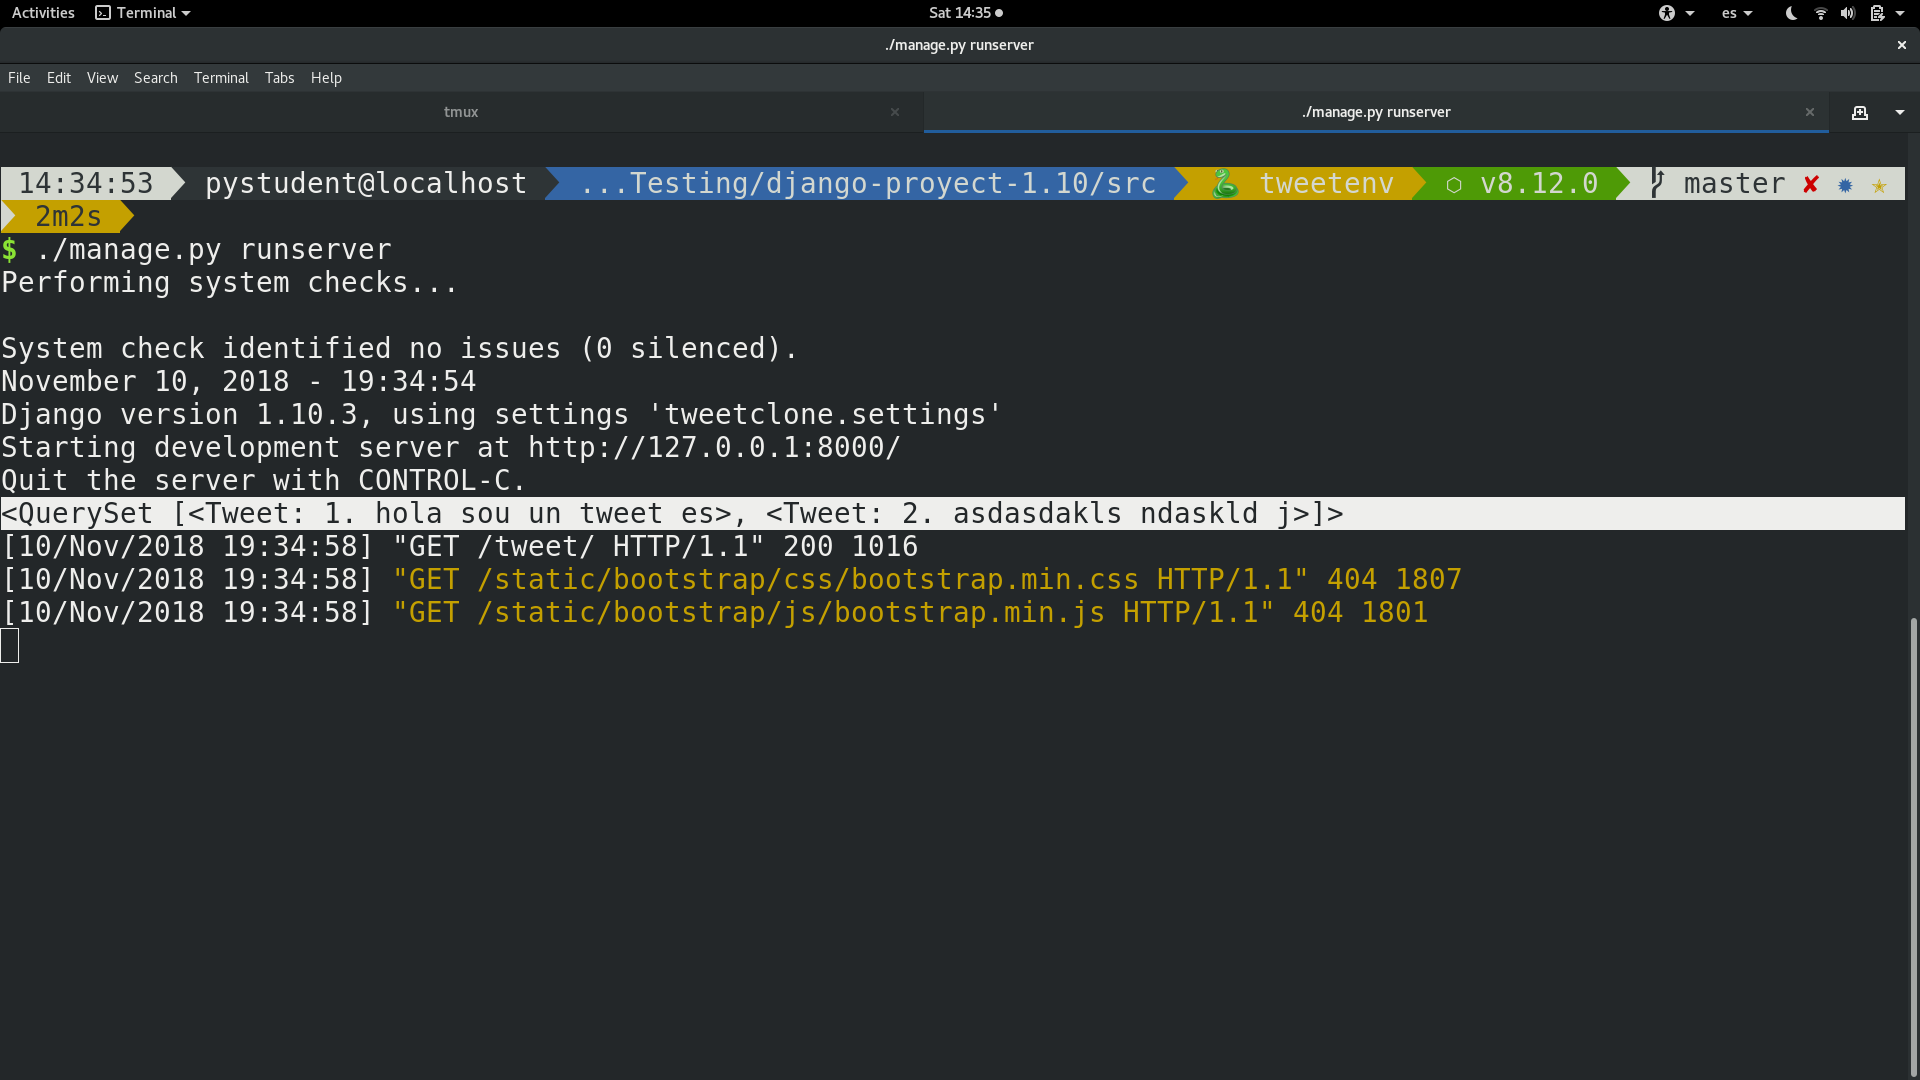 Activities Terminal Sat 14:35 es
./manage.py runserver
File Edit View Search Terminal Tabs Help
tmux ./manage.py runserver
14:34:53 pystudent@localhost ...Testing/django-proyect-1.10/src tweetenv v8.12.0 master
2m2s
$ ./manage.py runserver
Performing system checks...
System check identified no issues (0 silenced).
November 10, 2018 - 19:34:54
Django version 1.10.3, using settings 'tweetclone.settings'
Starting development server at http://127.0.0.1:8000/
Quit the server with CONTROL-C.
<QuerySet [<Tweet: 1. hola sou un tweet es>, <Tweet: 2. asdasdakls ndaskld j>]>
[10/Nov/2018 19:34:58] "GET /tweet/ HTTP/1.1" 200 1016
[10/Nov/2018 19:34:58] "GET /static/bootstrap/css/bootstrap.min.css HTTP/1.1" 404 1807
[10/Nov/2018 19:34:58] "GET /static/bootstrap/js/bootstrap.min.js HTTP/1.1" 404 1801